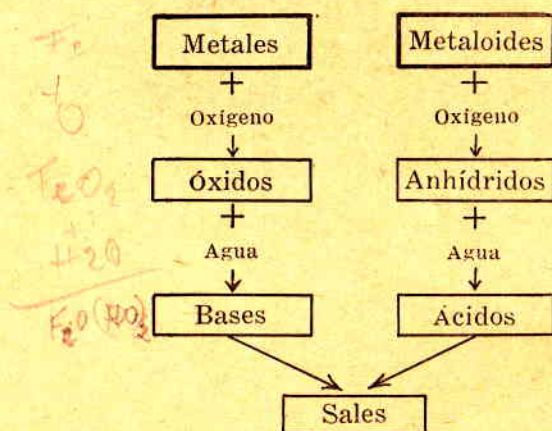 Metales Metaloides
+ +
Oxígeno Oxígeno
óxidos Anhídridos
+ +
Agua Agua
Bases Ácidos
Sales
Fe
H2O